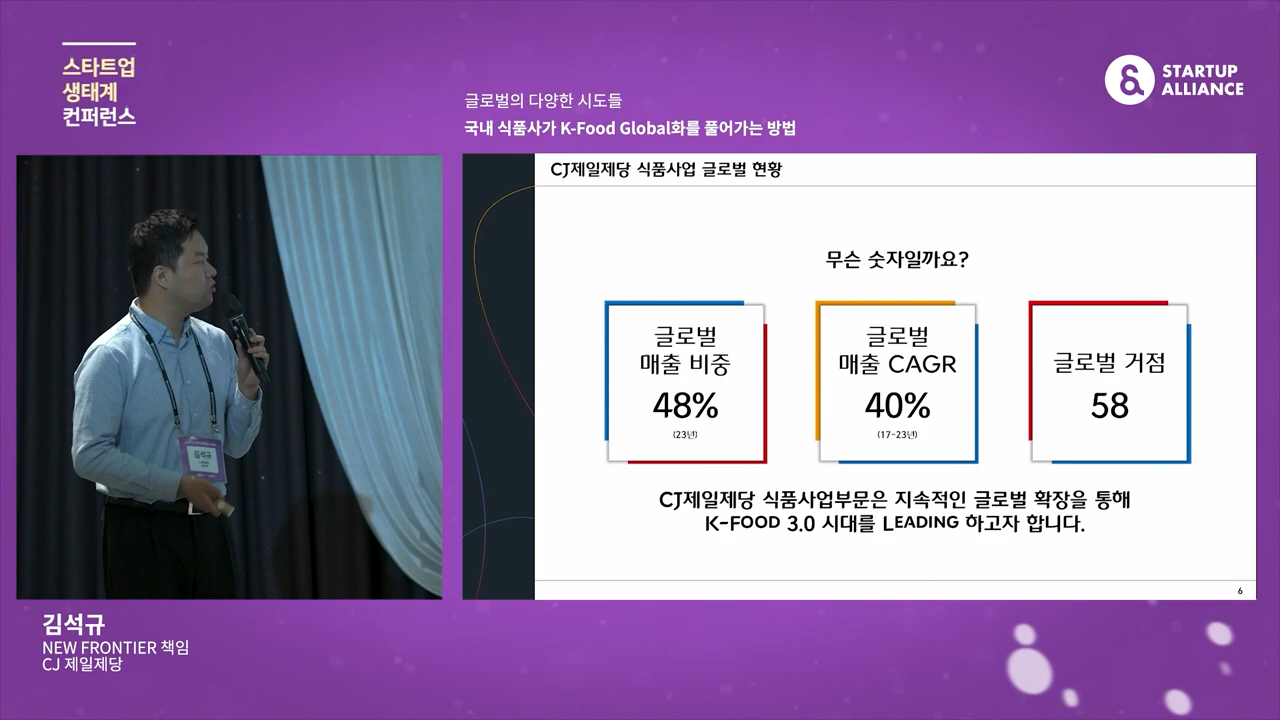 스타트업
생태계
컨퍼런스
STARTUP
ALLIANCE
글로벌의 다양한 시도들
국내 식품사가 K-Food Global화를 풀어가는 방법
CJ제일제당 식품사업 글로벌 현황
무슨 숫자일까요?
글로벌
매출 비중
48%
(23년)
글로벌
매출 CAGR
40%
(17-23년)
글로벌 거점
58
CJ제일제당 식품사업부문은 지속적인 글로벌 확장을 통해
K-FOOD 3.0 시대를 LEADING 하고자 합니다.
6
김석규
김석규
NEW FRONTIER 책임
CJ 제일제당